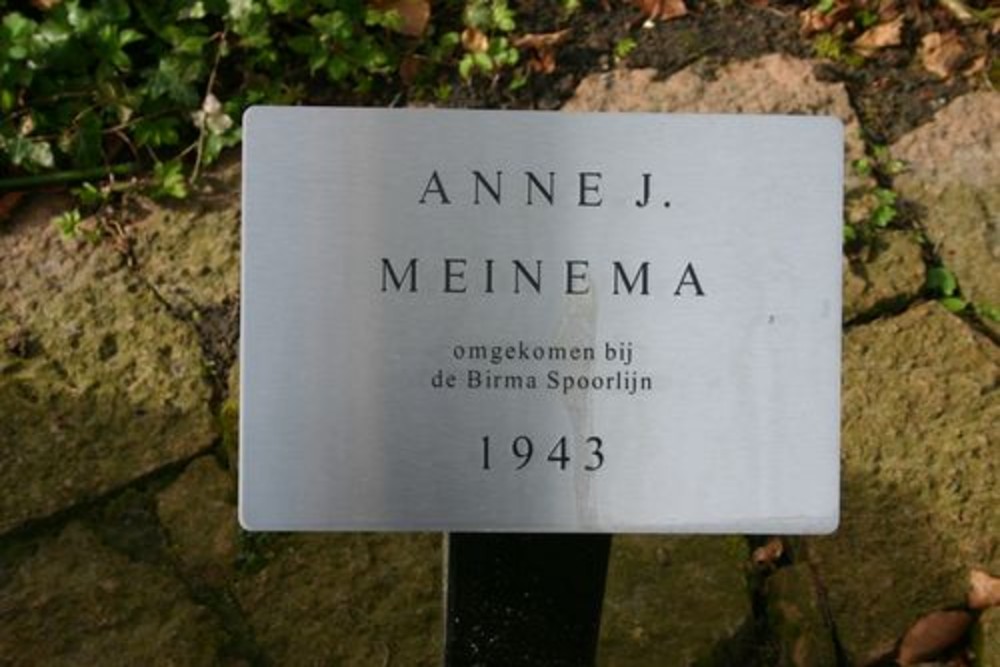 ANNE J.
MEINEMA
omgekomen bij
de Birma Spoorlijn
1943